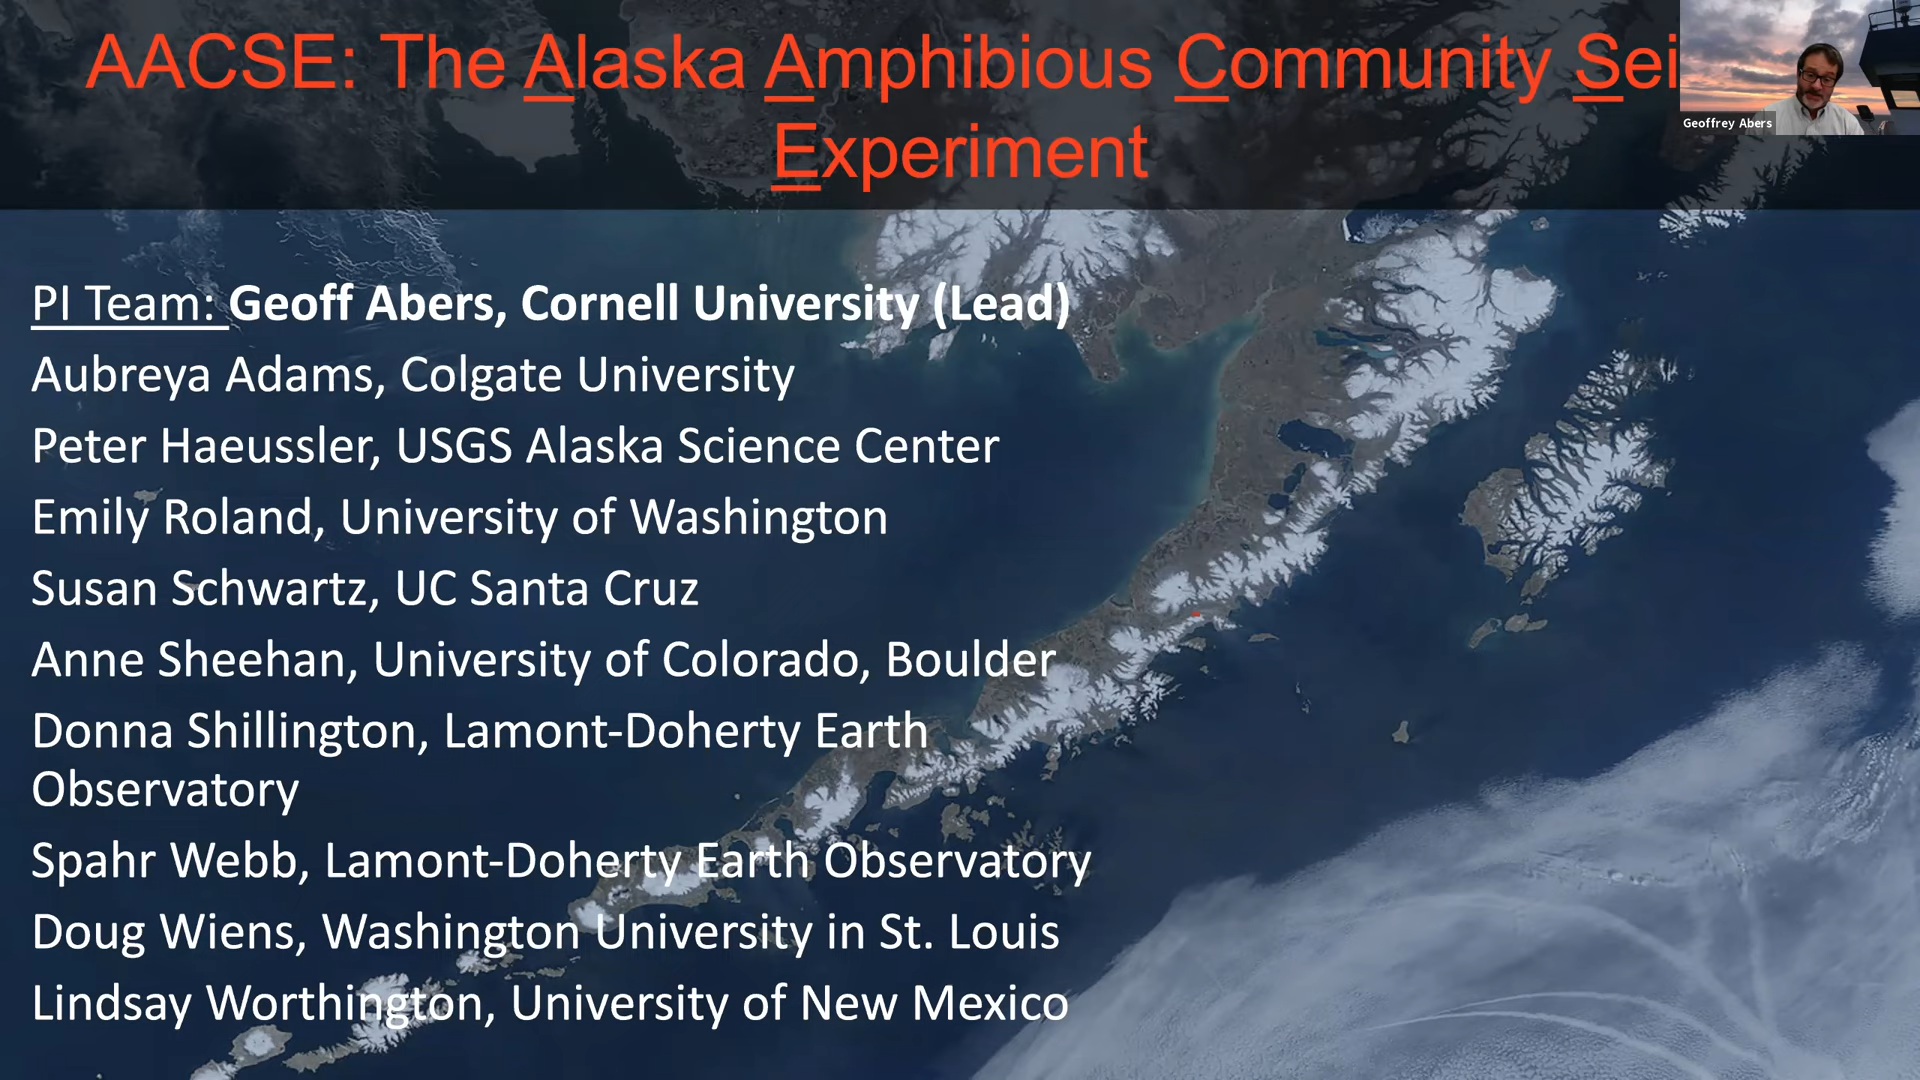 AACSE: The Alaska Amphibious Community Sei
Experiment
Geoffrey Abers
PI Team: Geoff Abers, Cornell University (Lead)
Aubreya Adams, Colgate University
Peter Haeussler, USGS Alaska Science Center
Emily Roland, University of Washington
Susan Schwartz, UC Santa Cruz
Anne Sheehan, University of Colorado, Boulder
Donna Shillington, Lamont-Doherty Earth
Observatory
Spahr Webb, Lamont-Doherty Earth Observatory
Doug Wiens, Washington University in St. Louis
Lindsay Worthington, University of New Mexico